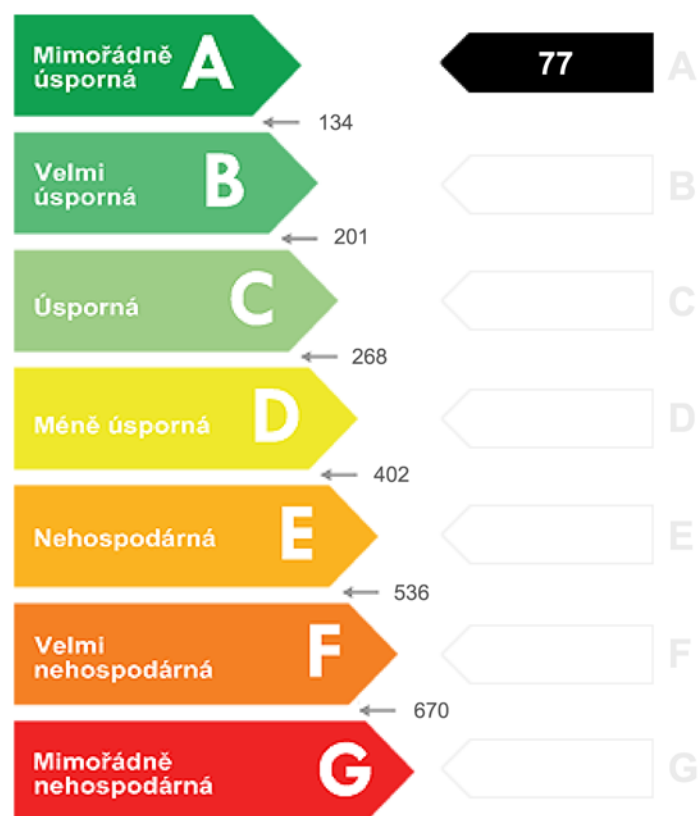 Mimořádně
úsporná
A
77
A
134
Velmi
úsporná
B
B
201
Úsporná
C
C
268
Méně úsporná
D
D
402
Nehospodárná
E
E
536
Velmi
nehospodárná
F
F
670
Mimořádně
nehospodárná
G
G